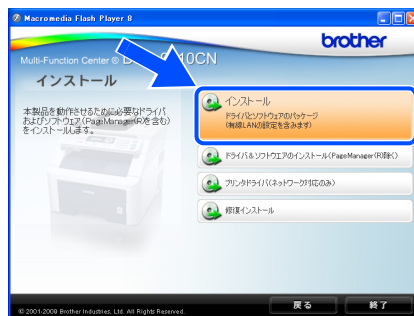 Macromedia Flash Player 8
brother
Multi-Function Center ® 10CN
インストール
本製品を動作させるために必要なドライバ
およびソフトウェア(PageManager(R)を含む)
をインストールします。
インストール
ドライバとソフトウェアのパッケージ
(無線LANの設定を含みます)
ドライバ&ソフトウェアのインストール(PageManager(R)除く)
プリンタドライバ(ネットワーク対応のみ)
修復インストール
© 2001-2009 Brother Industries, Ltd. All Rights Reserved.
戻る
終了